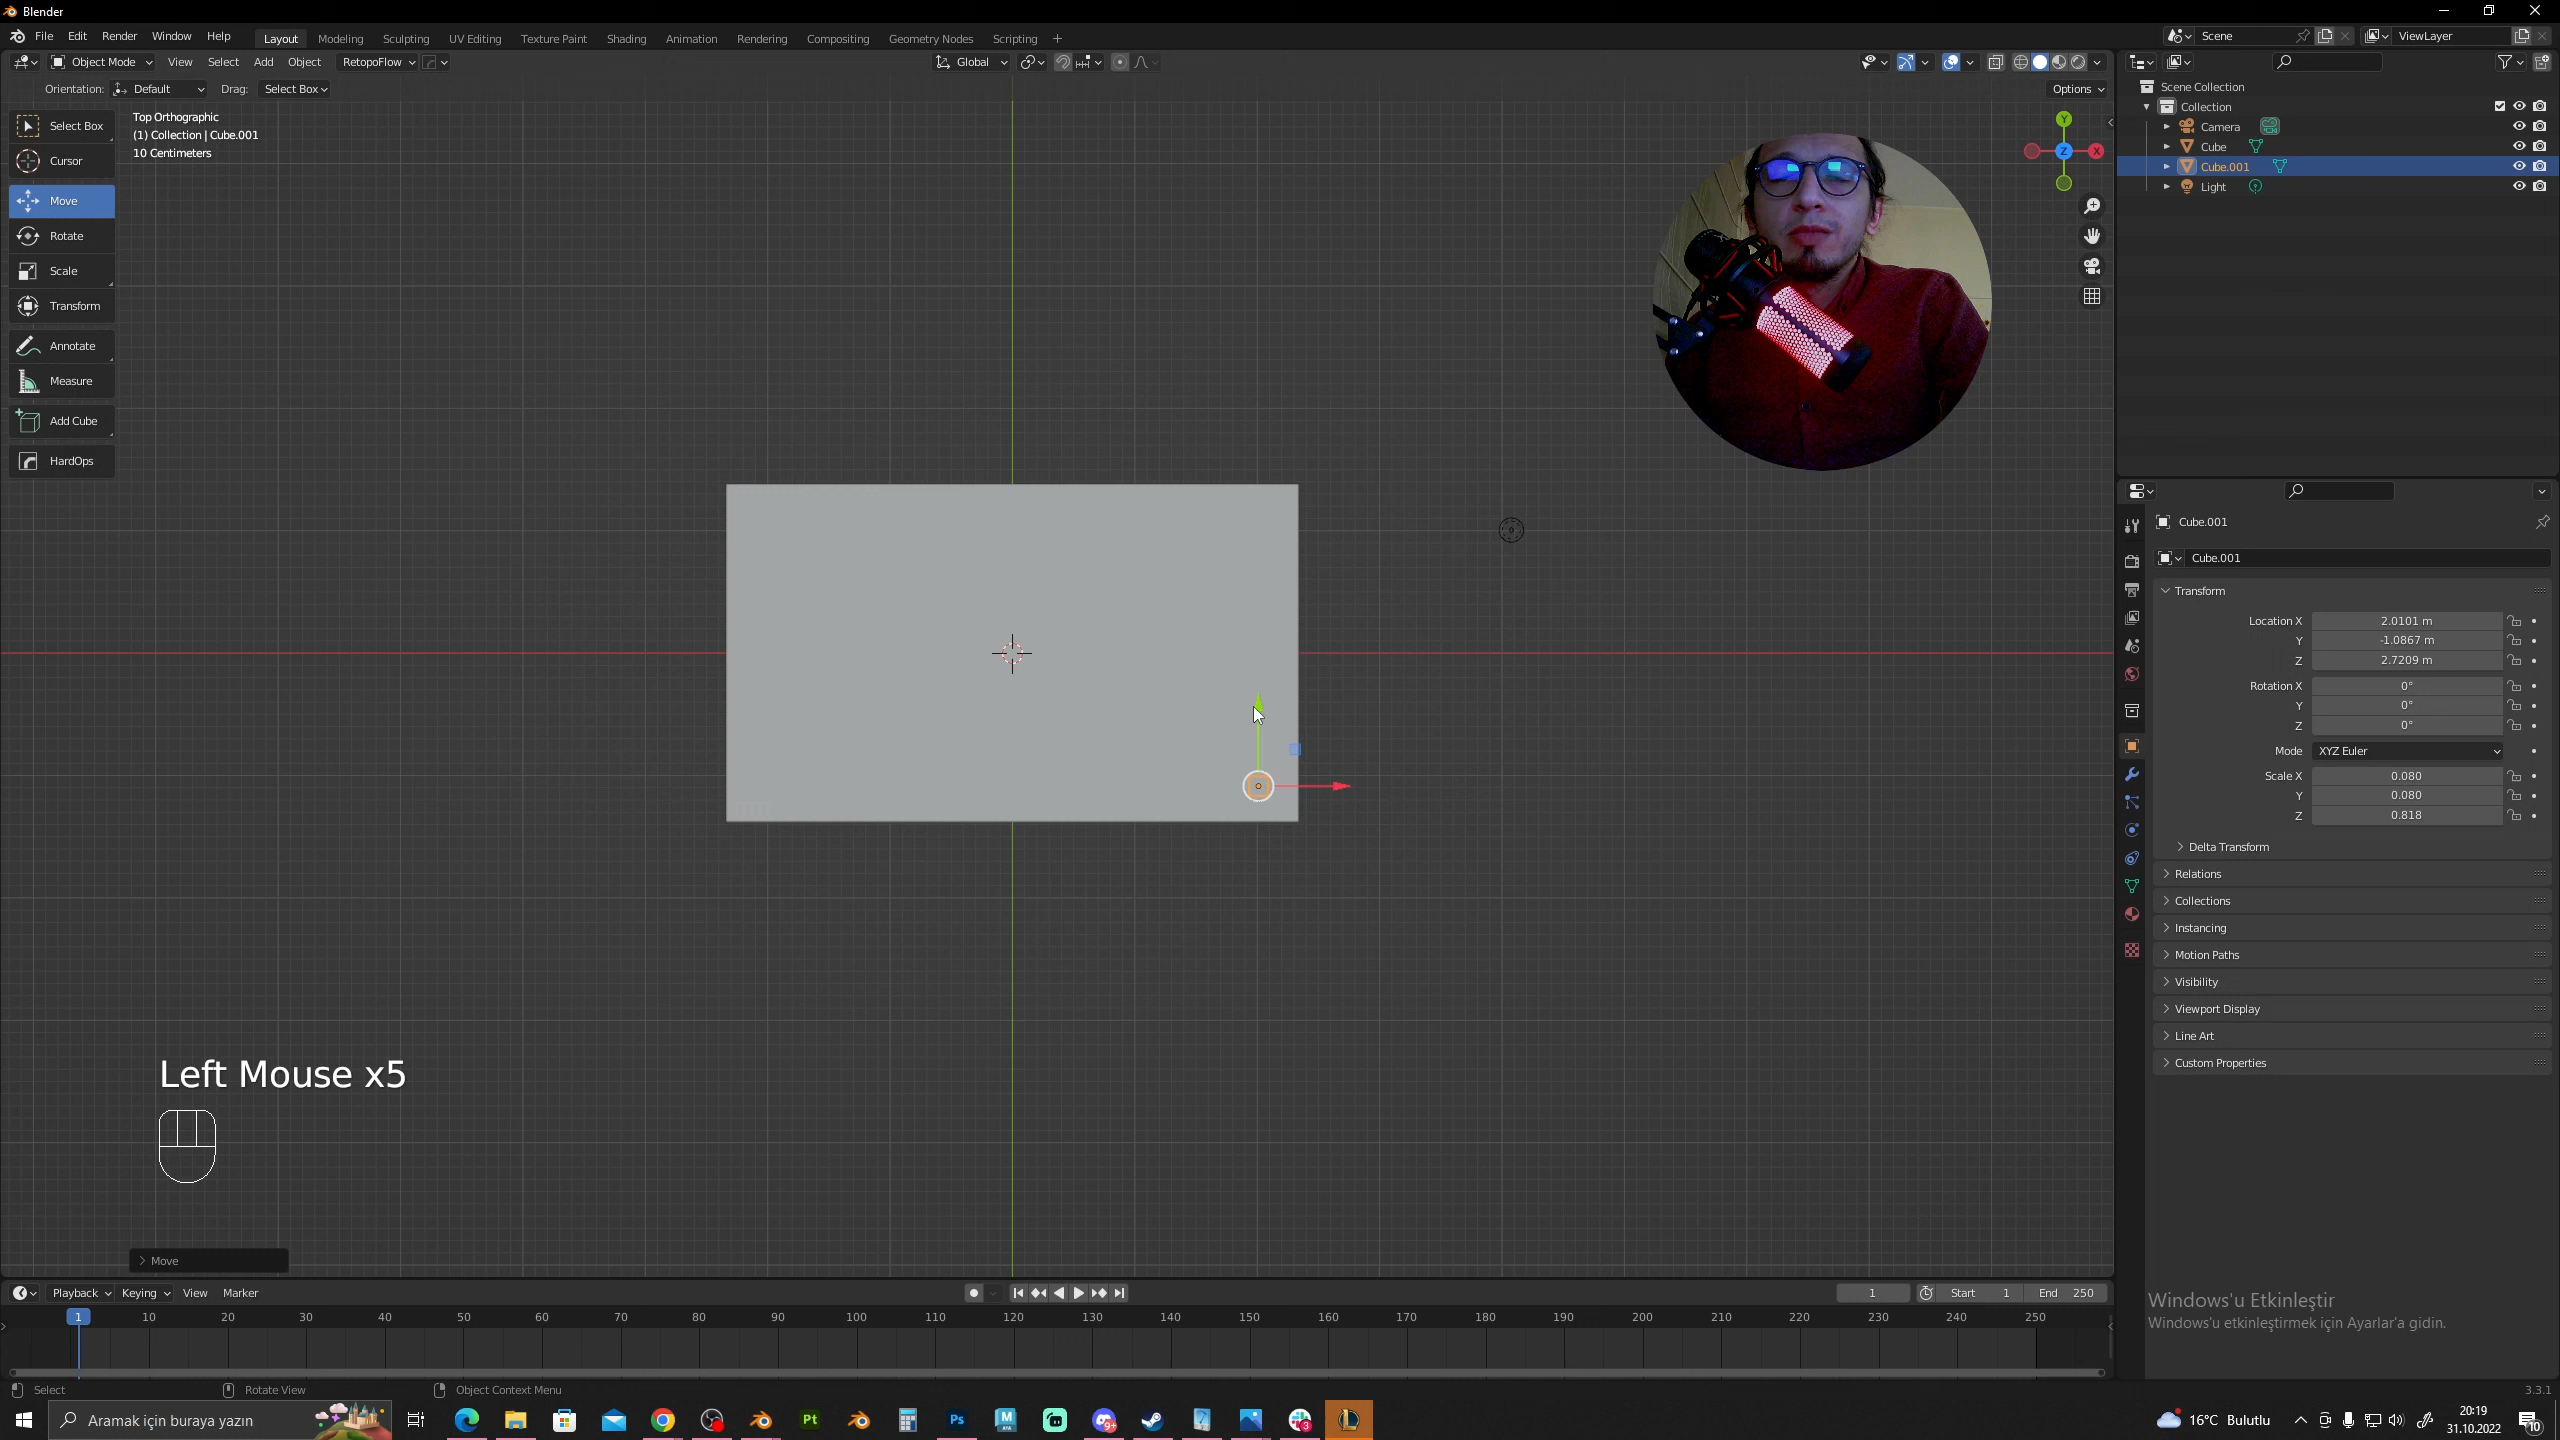 Blender
File Edit Render Window Help Layout Modeling Sculpting UV Editing Texture Paint Shading Animation Rendering Compositing Geometry Nodes Scripting +
Scene ViewLayer
Object Mode View Select Add Object RetopoFlow Global
Orientation: Default Drag: Select Box Options
Select Box
Cursor
Move
Rotate
Scale
Transform
Annotate
Measure
Add Cube
HardOps
Top Orthographic
(1) Collection | Cube.001
10 Centimeters
Y
Z X
Scene Collection
Collection
Camera
Cube
Cube.001
Light
Cube.001
Cube.001
Transform
Location X 2.0101 m
Y -1.0867 m
Z 2.7209 m
Rotation X 0°
Y 0°
Z 0°
Mode XYZ Euler
Scale X 0.080
Y 0.080
Z 0.818
Delta Transform
Relations
Collections
Instancing
Motion Paths
Visibility
Viewport Display
Line Art
Custom Properties
Left Mouse x5
Move
Playback Keying View Marker 1 Start 1 End 250
1 10 20 30 40 50 60 70 80 90 100 110 120 130 140 150 160 170 180 190 200 210 220 230 240 250
Windows'u Etkinleştir
Windows'u etkinleştirmek için Ayarlar'a gidin.
Select Rotate View Object Context Menu 3.3.1
Aramak için buraya yazın
Pt
Ps
M
9+
3
16°C Bulutlu
20:19
31.10.2022
10